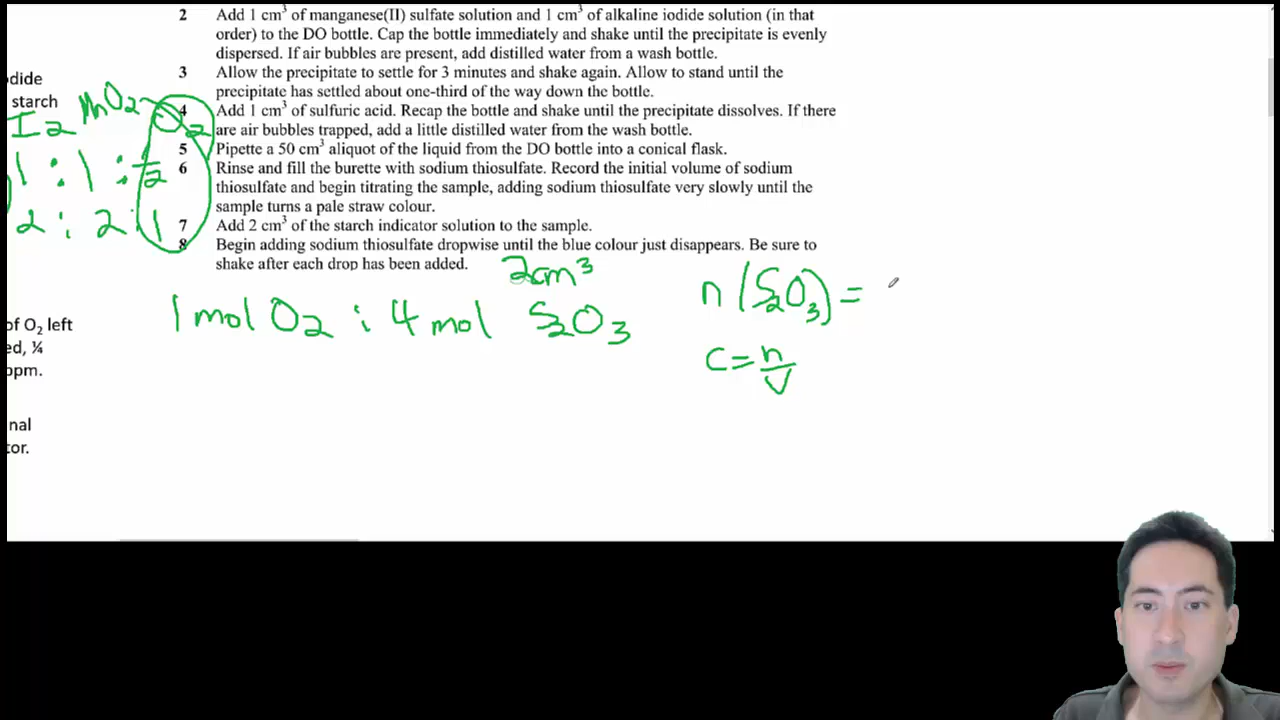 2 Add 1 cm³ of manganese(II) sulfate solution and 1 cm³ of alkaline iodide solution (in that
order) to the DO bottle. Cap the bottle immediately and shake until the precipitate is evenly
dispersed. If air bubbles are present, add distilled water from a wash bottle.
3 Allow the precipitate to settle for 3 minutes and shake again. Allow to stand until the
precipitate has settled about one-third of the way down the bottle.
4 Add 1 cm³ of sulfuric acid. Recap the bottle and shake until the precipitate dissolves. If there
are air bubbles trapped, add a little distilled water from the wash bottle.
5 Pipette a 50 cm³ aliquot of the liquid from the DO bottle into a conical flask.
6 Rinse and fill the burette with sodium thiosulfate. Record the initial volume of sodium
thiosulfate and begin titrating the sample, adding sodium thiosulfate very slowly until the
sample turns a pale straw colour.
7 Add 2 cm³ of the starch indicator solution to the sample.
8 Begin adding sodium thiosulfate dropwise until the blue colour just disappears. Be sure to
shake after each drop has been added.
odide
starch
I2 MnO2 O2
1 : 1 : 1/2
2 : 2 : 1
2cm³
1 mol O2 : 4 mol S2O3
n (S2O3) =
c = n/v
of O₂ left
ed, ¼
opm.
nal
tor.